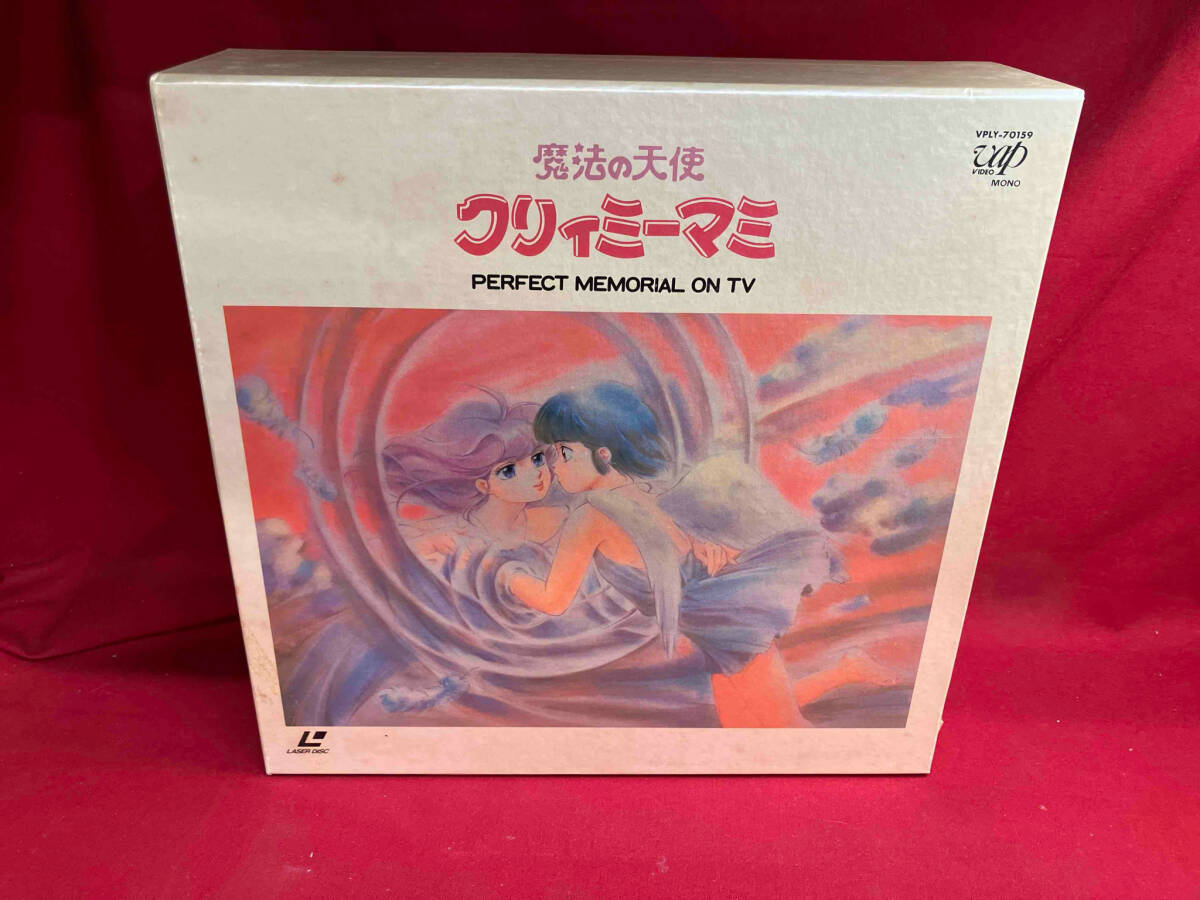 VPLY-70159
vap
VIDEO
MONO
魔法の天使
クリィミーマミ
PERFECT MEMORIAL ON TV
LASER DISC